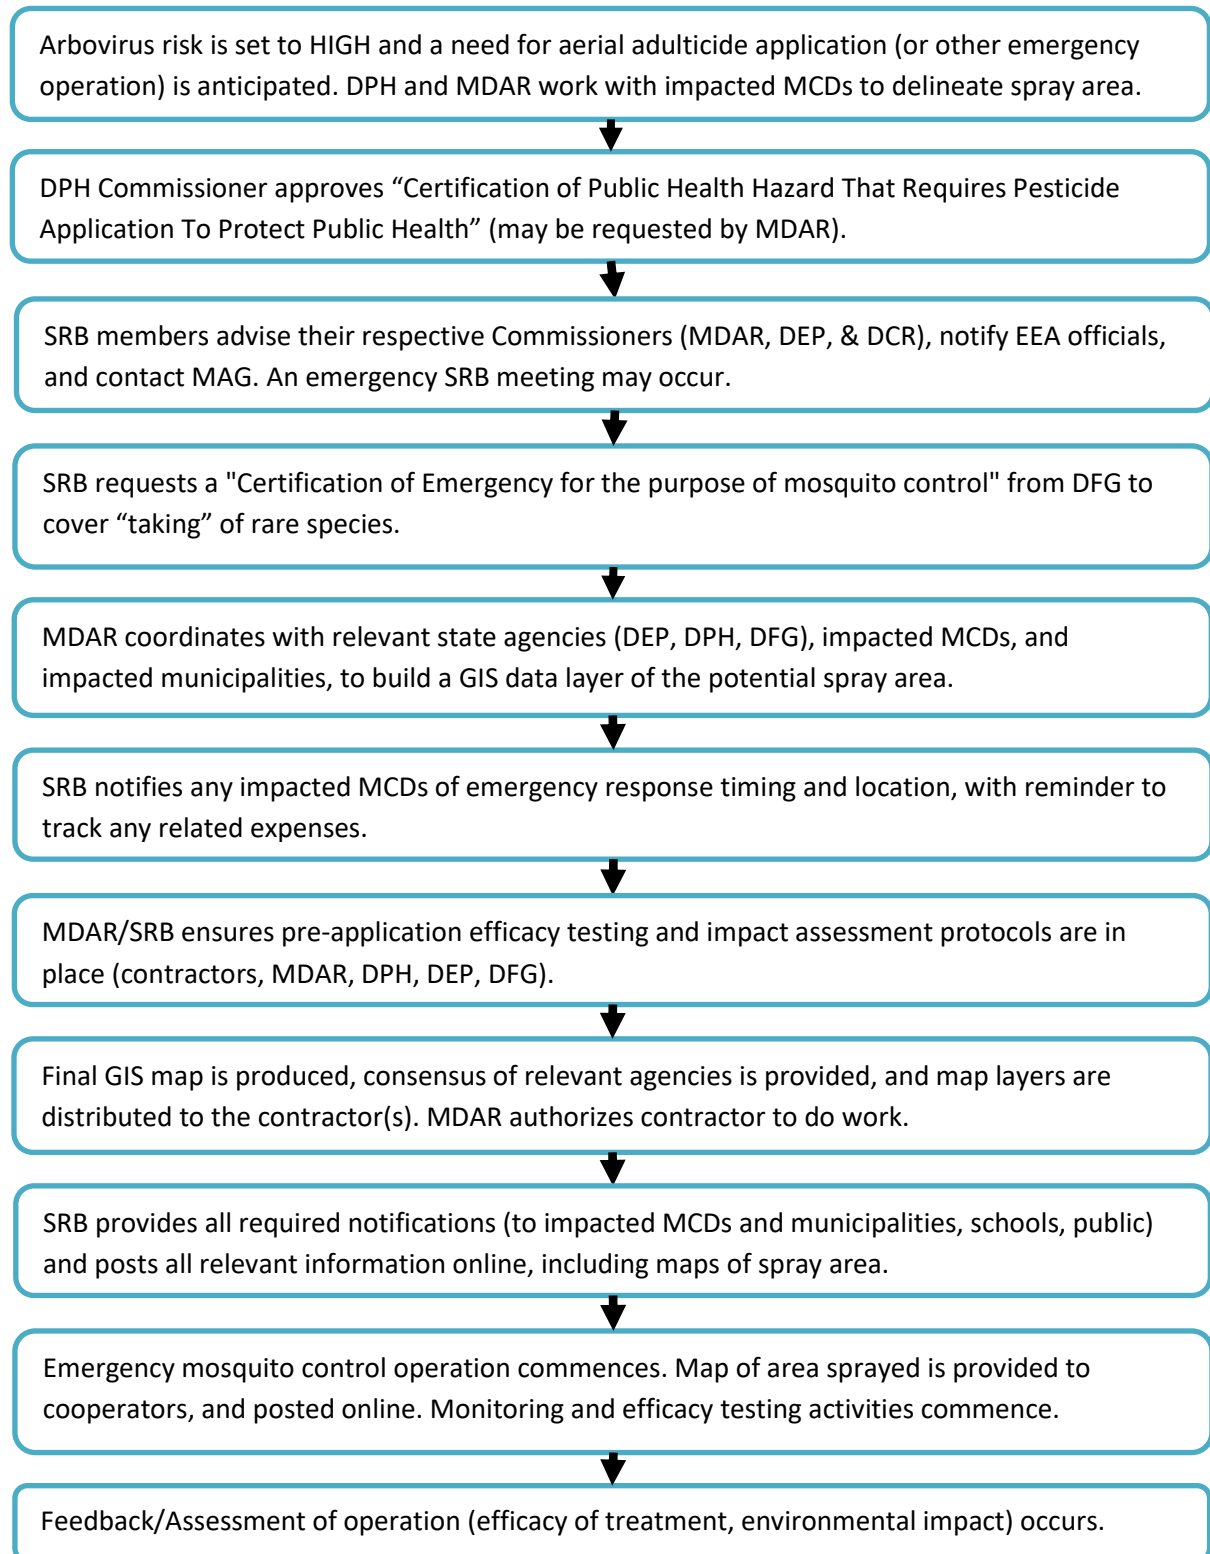 Arbovirus risk is set to HIGH and a need for aerial adulticide application (or other emergency
operation) is anticipated. DPH and MDAR work with impacted MCDs to delineate spray area.
DPH Commissioner approves “Certification of Public Health Hazard That Requires Pesticide
Application To Protect Public Health” (may be requested by MDAR).
SRB members advise their respective Commissioners (MDAR, DEP, & DCR), notify EEA officials,
and contact MAG. An emergency SRB meeting may occur.
SRB requests a "Certification of Emergency for the purpose of mosquito control" from DFG to
cover “taking” of rare species.
MDAR coordinates with relevant state agencies (DEP, DPH, DFG), impacted MCDs, and
impacted municipalities, to build a GIS data layer of the potential spray area.
SRB notifies any impacted MCDs of emergency response timing and location, with reminder to
track any related expenses.
MDAR/SRB ensures pre-application efficacy testing and impact assessment protocols are in
place (contractors, MDAR, DPH, DEP, DFG).
Final GIS map is produced, consensus of relevant agencies is provided, and map layers are
distributed to the contractor(s). MDAR authorizes contractor to do work.
SRB provides all required notifications (to impacted MCDs and municipalities, schools, public)
and posts all relevant information online, including maps of spray area.
Emergency mosquito control operation commences. Map of area sprayed is provided to
cooperators, and posted online. Monitoring and efficacy testing activities commence.
Feedback/Assessment of operation (efficacy of treatment, environmental impact) occurs.